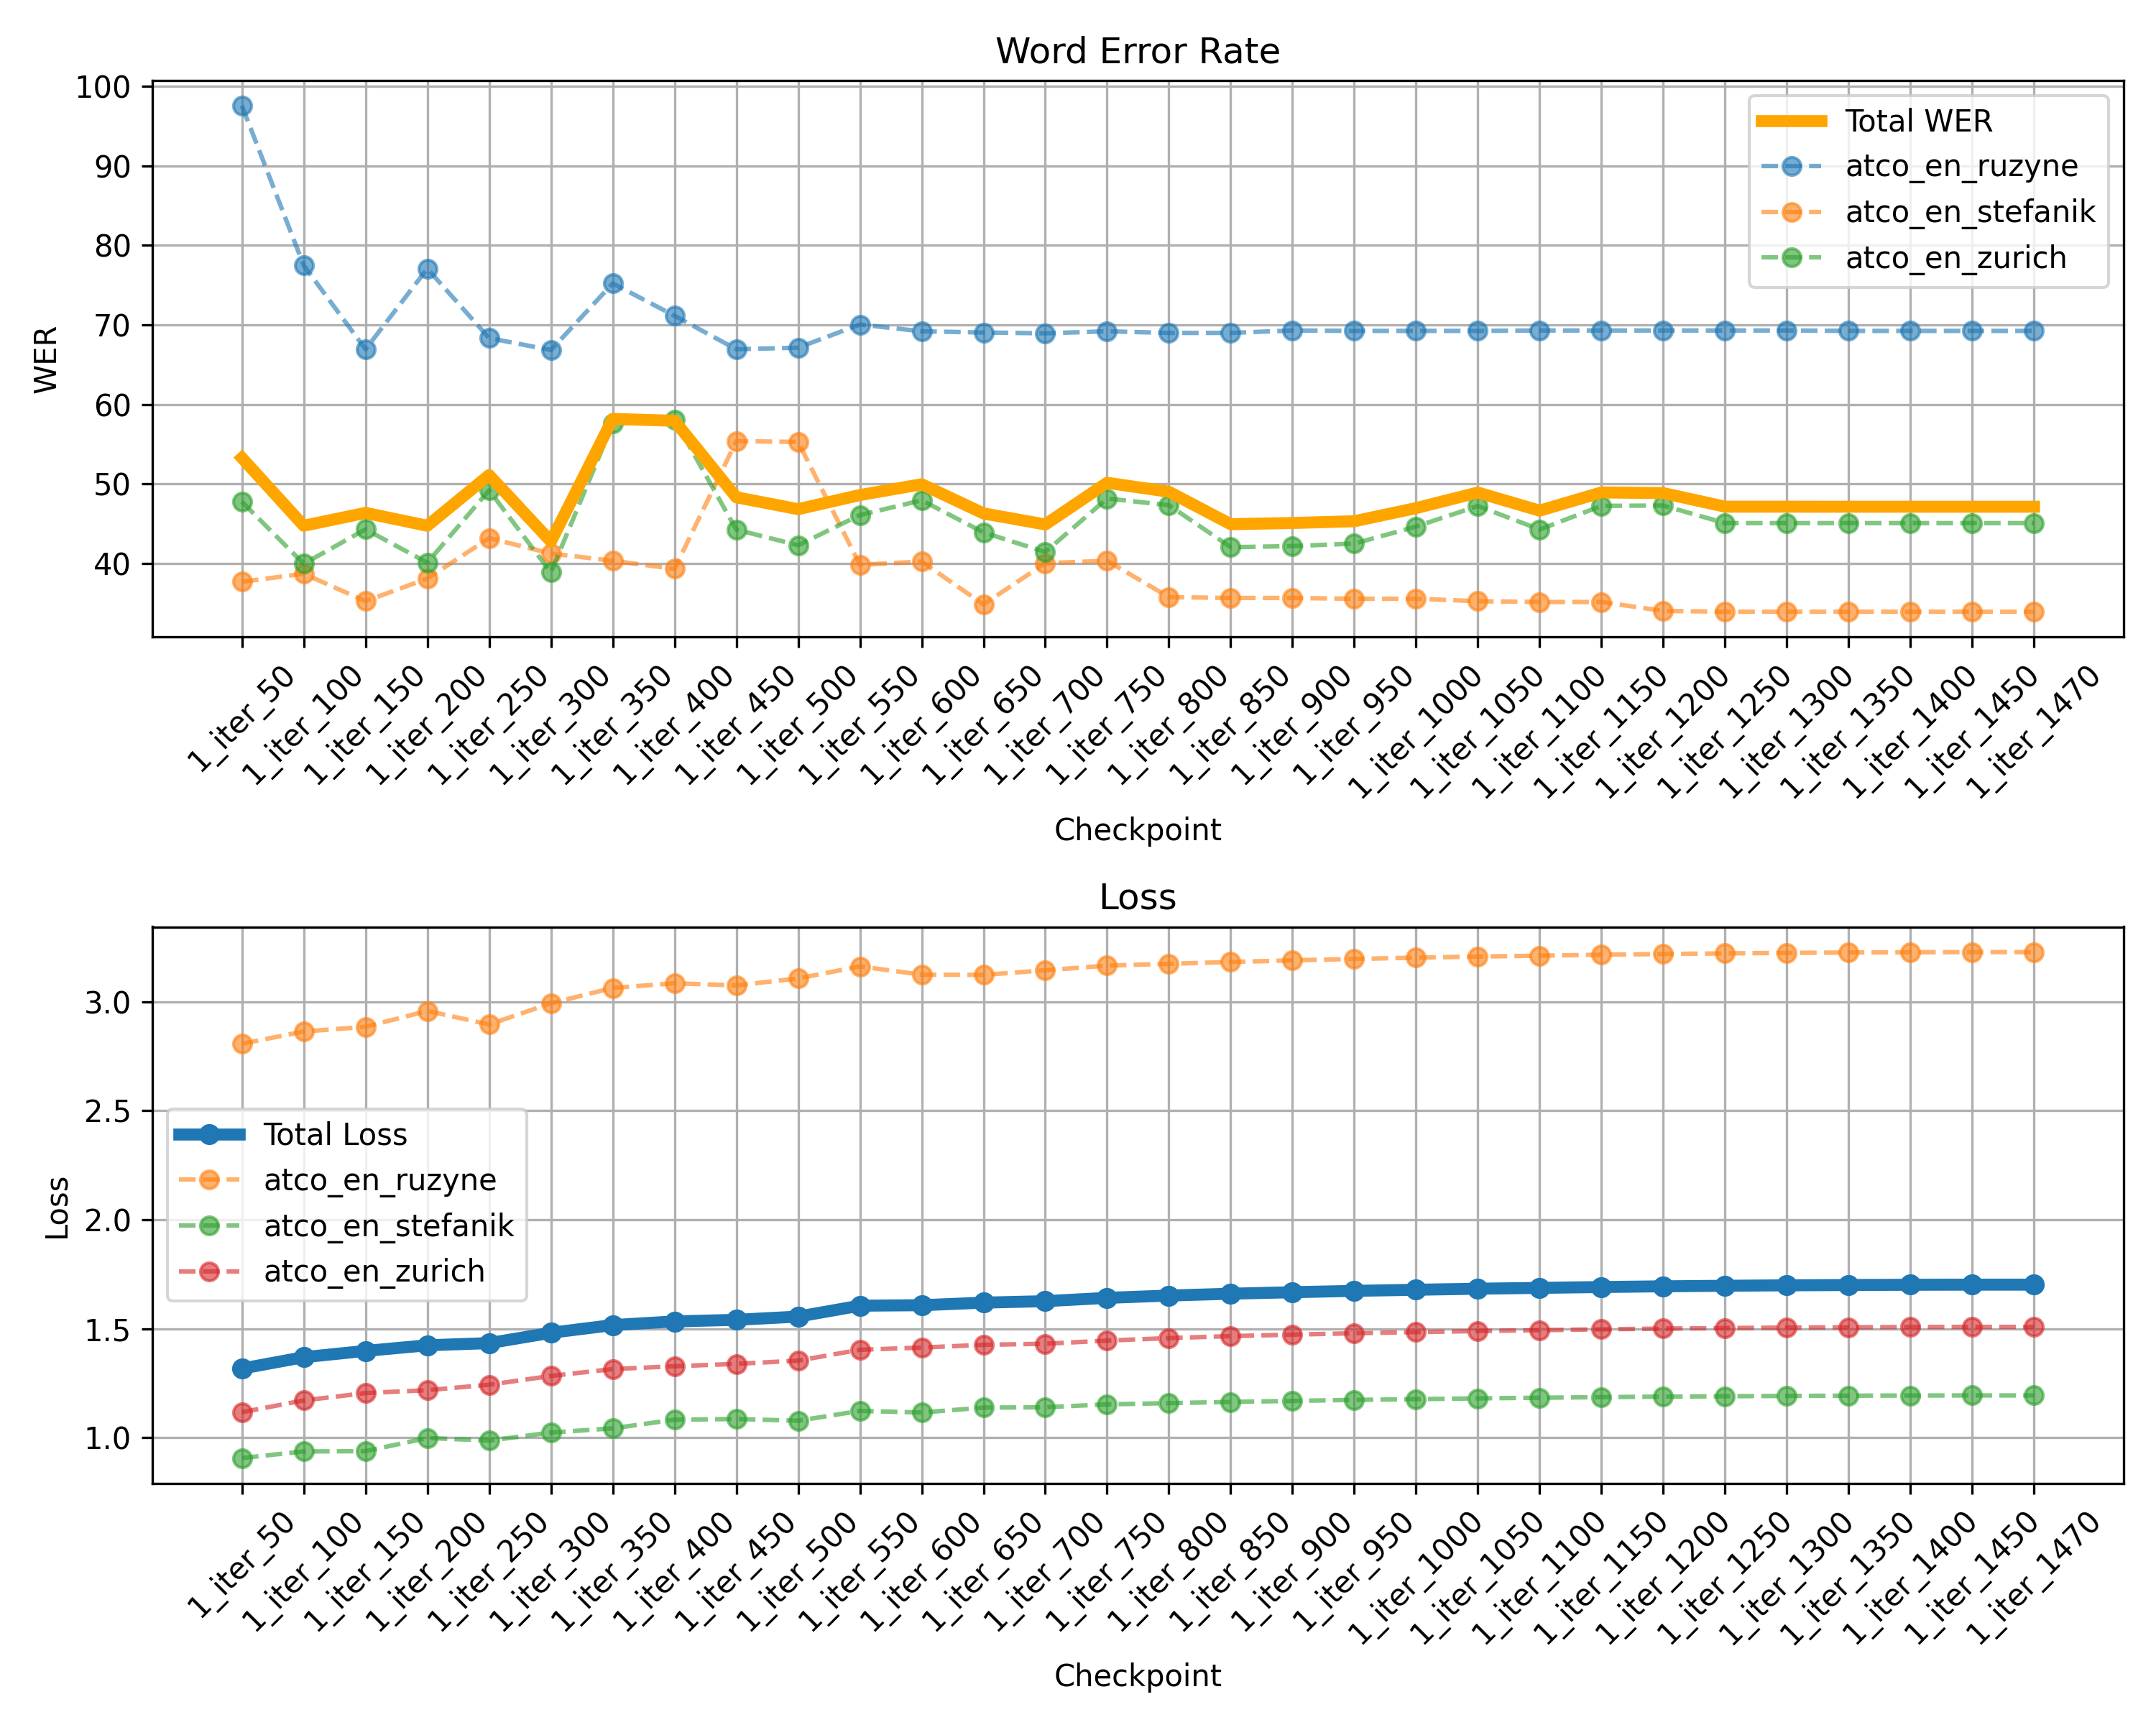 Word Error Rate
100
90
80
70
60
50
40
WER
Total WER
atco_en_ruzyne
atco_en_stefanik
atco_en_zurich
1_iter_50
1_iter_100
1_iter_150
1_iter_200
1_iter_250
1_iter_300
1_iter_350
1_iter_400
1_iter_450
1_iter_500
1_iter_550
1_iter_600
1_iter_650
1_iter_700
1_iter_750
1_iter_800
1_iter_850
1_iter_900
1_iter_950
1_iter_1000
1_iter_1050
1_iter_1100
1_iter_1150
1_iter_1200
1_iter_1250
1_iter_1300
1_iter_1350
1_iter_1400
1_iter_1450
1_iter_1470
Checkpoint
Loss
3.0
2.5
2.0
1.5
1.0
Loss
Total Loss
atco_en_ruzyne
atco_en_stefanik
atco_en_zurich
1_iter_50
1_iter_100
1_iter_150
1_iter_200
1_iter_250
1_iter_300
1_iter_350
1_iter_400
1_iter_450
1_iter_500
1_iter_550
1_iter_600
1_iter_650
1_iter_700
1_iter_750
1_iter_800
1_iter_850
1_iter_900
1_iter_950
1_iter_1000
1_iter_1050
1_iter_1100
1_iter_1150
1_iter_1200
1_iter_1250
1_iter_1300
1_iter_1350
1_iter_1400
1_iter_1450
1_iter_1470
Checkpoint